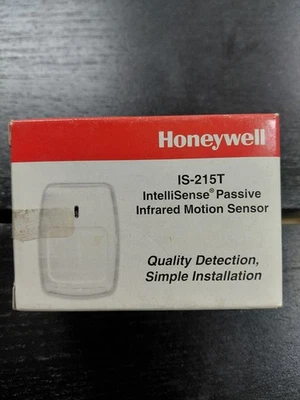 Honeywell
IS-215T
IntelliSense® Passive
Infrared Motion Sensor
Quality Detection,
Simple Installation